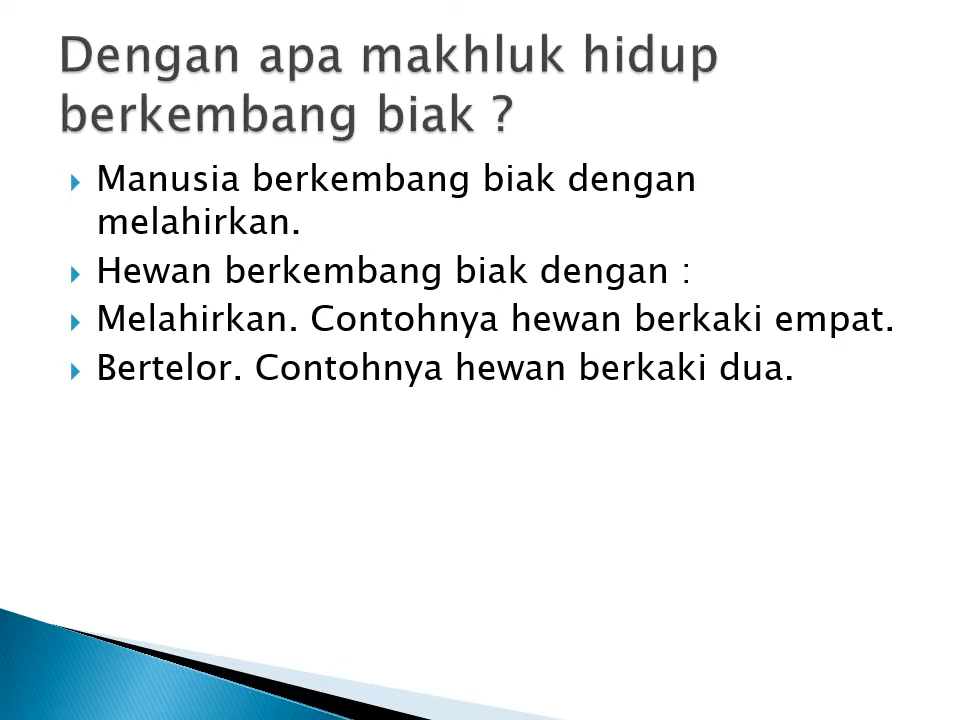 Dengan apa makhluk hidup
berkembang biak ?
Manusia berkembang biak dengan
melahirkan.
Hewan berkembang biak dengan :
Melahirkan. Contohnya hewan berkaki empat.
Bertelor. Contohnya hewan berkaki dua.